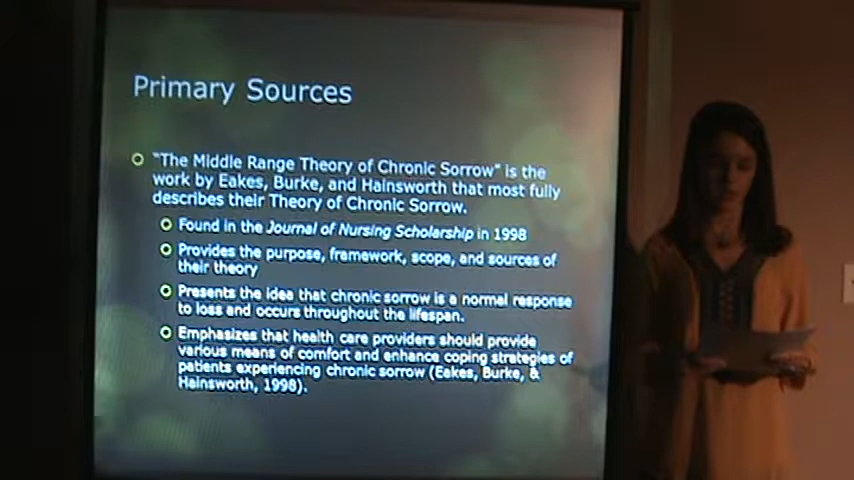 Primary Sources
"The Middle Range Theory of Chronic Sorrow" is the
work by Eakes, Burke, and Hainsworth that most fully
describes their Theory of Chronic Sorrow.
Found in the Journal of Nursing Scholarship in 1998
Provides the purpose, framework, scope, and sources of
their theory
Presents the idea that chronic sorrow is a normal response
to loss and occurs throughout the lifespan.
Emphasizes that health care providers should provide
various means of comfort and enhance coping strategies of
patients experiencing chronic sorrow (Eakes, Burke, &
Hainsworth, 1998).